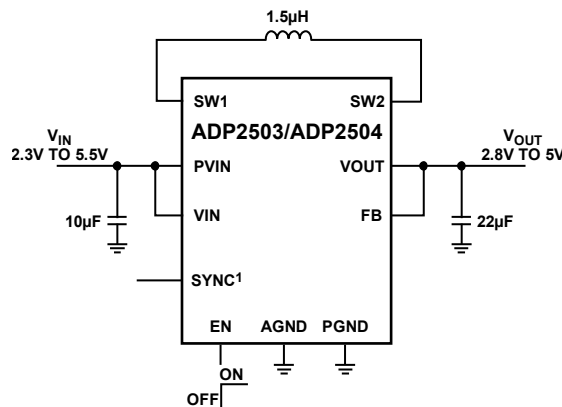 1.5µH
SW1
SW2
ADP2503/ADP2504
VIN
2.3V TO 5.5V
VOUT
2.8V TO 5V
PVIN
VOUT
10µF
VIN
FB
22µF
SYNC1
EN
AGND
PGND
ON
OFF